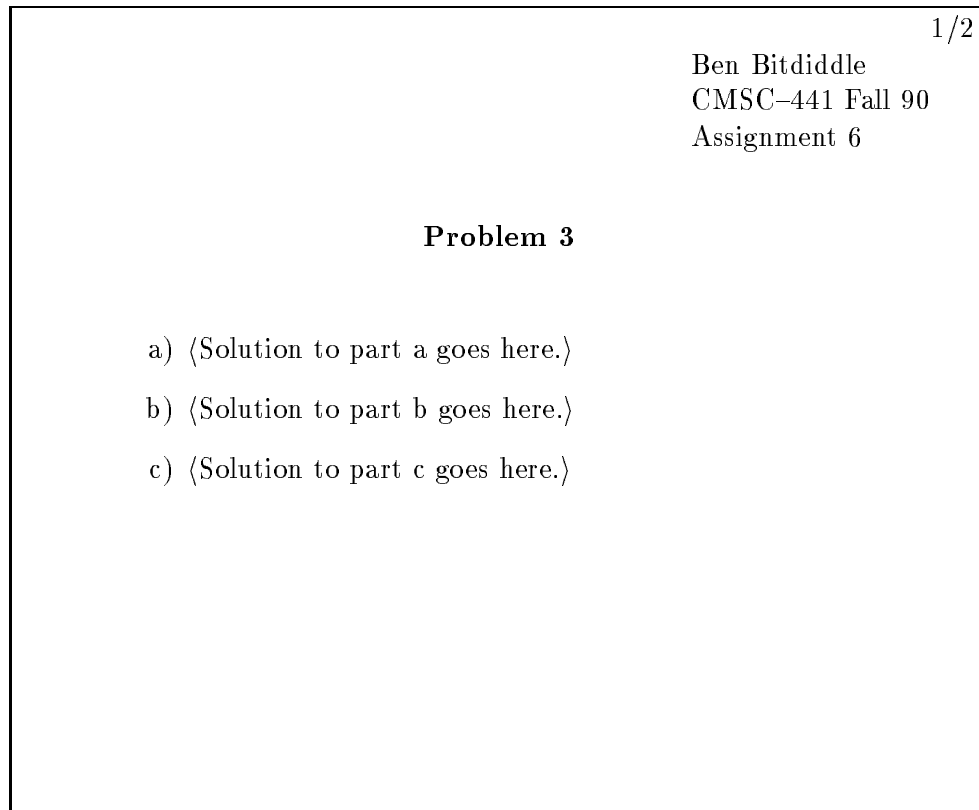 1/2
Ben Bitdiddle
CMSC–441 Fall 90
Assignment 6
Problem 3
a) ⟨Solution to part a goes here.⟩
b) ⟨Solution to part b goes here.⟩
c) ⟨Solution to part c goes here.⟩